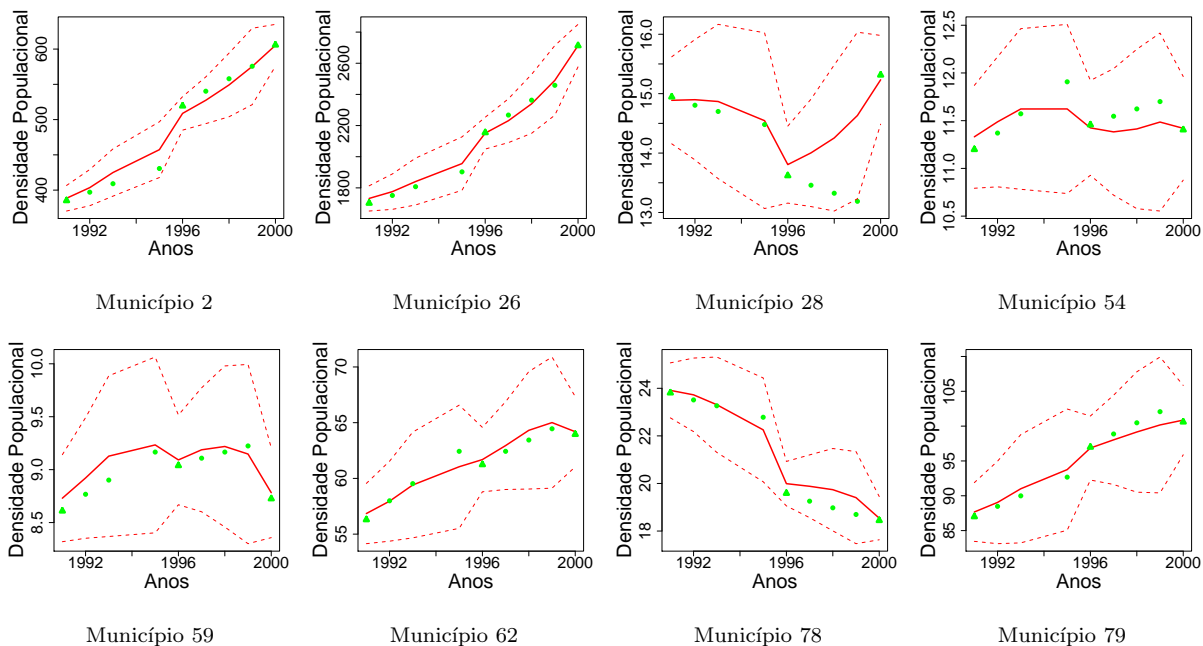 Densidade Populacional
400 500 600
1992 1996 2000
Anos
Município 2
Densidade Populacional
1800 2200 2600
1992 1996 2000
Anos
Município 26
Densidade Populacional
13.0 14.0 15.0 16.0
1992 1996 2000
Anos
Município 28
Densidade Populacional
10.5 11.0 11.5 12.0 12.5
1992 1996 2000
Anos
Município 54
Densidade Populacional
8.5 9.0 9.5 10.0
1992 1996 2000
Anos
Município 59
Densidade Populacional
55 60 65 70
1992 1996 2000
Anos
Município 62
Densidade Populacional
18 20 22 24
1992 1996 2000
Anos
Município 78
Densidade Populacional
85 90 95 105
1992 1996 2000
Anos
Município 79